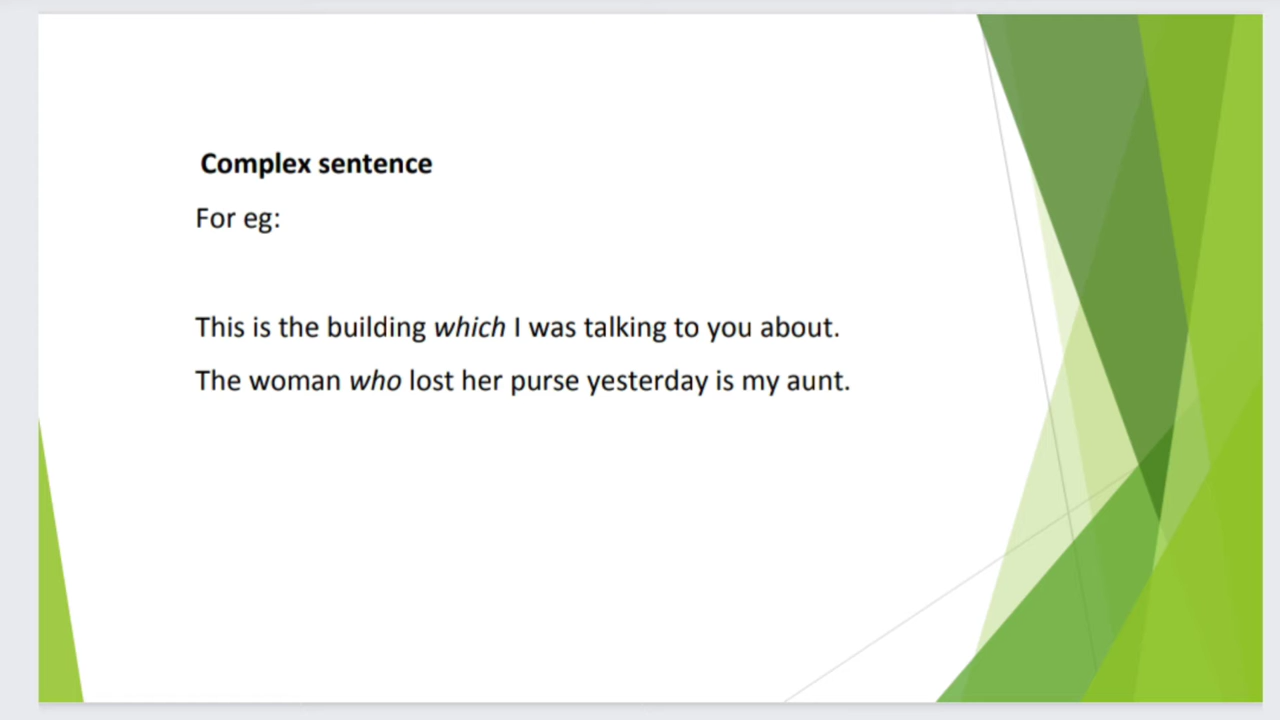 Complex sentence
For eg:
This is the building which I was talking to you about.
The woman who lost her purse yesterday is my aunt.